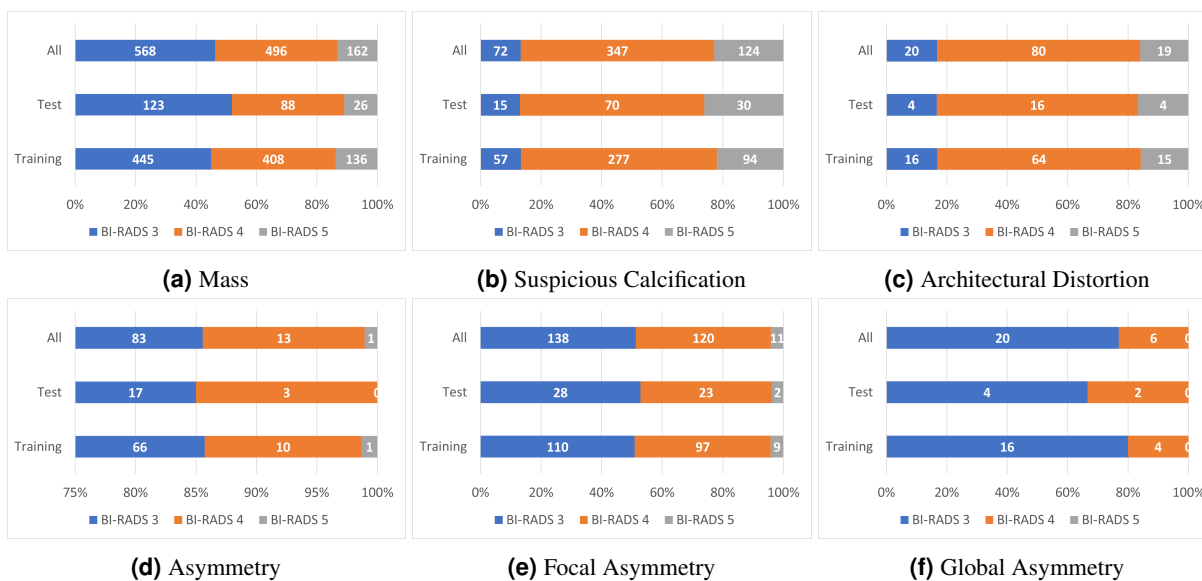 All 568 496 162
Test 123 88 26
Training 445 408 136
0% 20% 40% 60% 80% 100%
BI-RADS 3 BI-RADS 4 BI-RADS 5
(a) Mass
All 72 347 124
Test 15 70 30
Training 57 277 94
0% 20% 40% 60% 80% 100%
BI-RADS 3 BI-RADS 4 BI-RADS 5
(b) Suspicious Calcification
All 20 80 19
Test 4 16 4
Training 16 64 15
0% 20% 40% 60% 80% 100%
BI-RADS 3 BI-RADS 4 BI-RADS 5
(c) Architectural Distortion
All 83 13 1
Test 17 3 0
Training 66 10 1
75% 80% 85% 90% 95% 100%
BI-RADS 3 BI-RADS 4 BI-RADS 5
(d) Asymmetry
All 138 120 11
Test 28 23 2
Training 110 97 9
0% 20% 40% 60% 80% 100%
BI-RADS 3 BI-RADS 4 BI-RADS 5
(e) Focal Asymmetry
All 20 6 0
Test 4 2 0
Training 16 4 0
0% 20% 40% 60% 80% 100%
BI-RADS 3 BI-RADS 4 BI-RADS 5
(f) Global Asymmetry